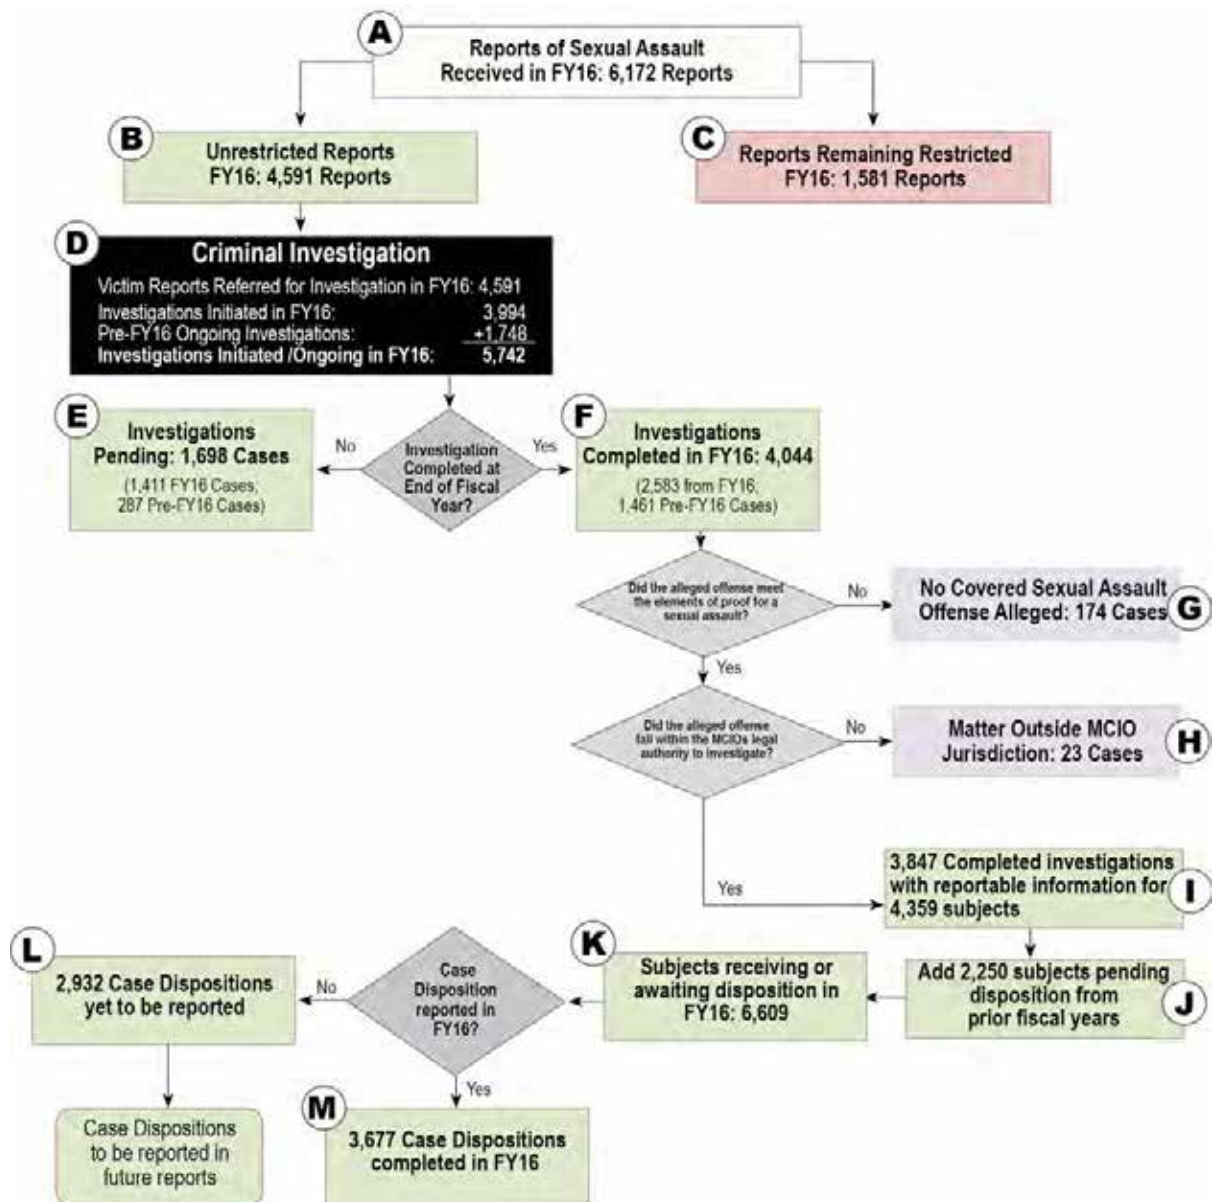 A
Reports of Sexual Assault
Received in FY16: 6,172 Reports
B
Unrestricted Reports
FY16: 4,591 Reports
C
Reports Remaining Restricted
FY16: 1,581 Reports
D
Criminal Investigation
Victim Reports Referred for Investigation in FY16: 4,591
Investigations Initiated in FY16: 3,994
Pre-FY16 Ongoing Investigations: +1,748
Investigations Initiated /Ongoing in FY16: 5,742
E
Investigations
Pending: 1,698 Cases
(1,411 FY16 Cases,
287 Pre-FY16 Cases)
No
Investigation
Completed at
End of Fiscal
Year?
Yes
F
Investigations
Completed in FY16: 4,044
(2,583 from FY16,
1,461 Pre-FY16 Cases)
Did the alleged offense meet
the elements of proof for a
sexual assault?
No
No Covered Sexual Assault
Offense Alleged: 174 Cases
G
Yes
Did the alleged offense
fall within the MCIOs legal
authority to investigate?
No
Matter Outside MCIO
Jurisdiction: 23 Cases
H
Yes
3,847 Completed investigations
with reportable information for
4,359 subjects
I
Add 2,250 subjects pending
disposition from
prior fiscal years
J
K
Subjects receiving or
awaiting disposition in
FY16: 6,609
Case
Disposition
reported in
FY16?
No
L
2,932 Case Dispositions
yet to be reported
Case Dispositions
to be reported in
future reports
Yes
M
3,677 Case Dispositions
completed in FY16